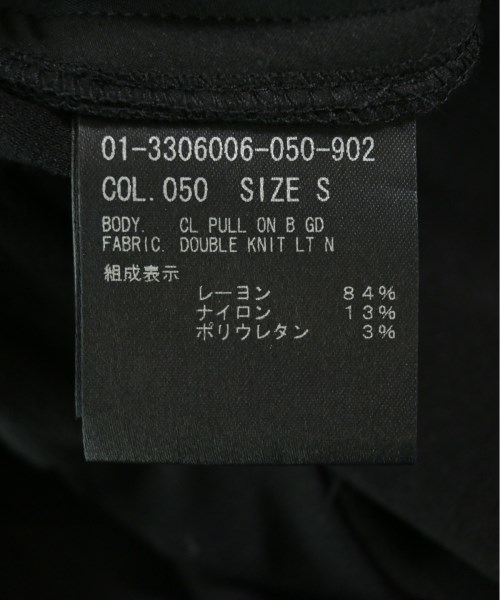 01-3306006-050-902
COL.050 SIZE S
BODY. CL PULL ON B GD
FABRIC. DOUBLE KNIT LT N
組成表示
レーヨン 84%
ナイロン 13%
ポリウレタン 3%